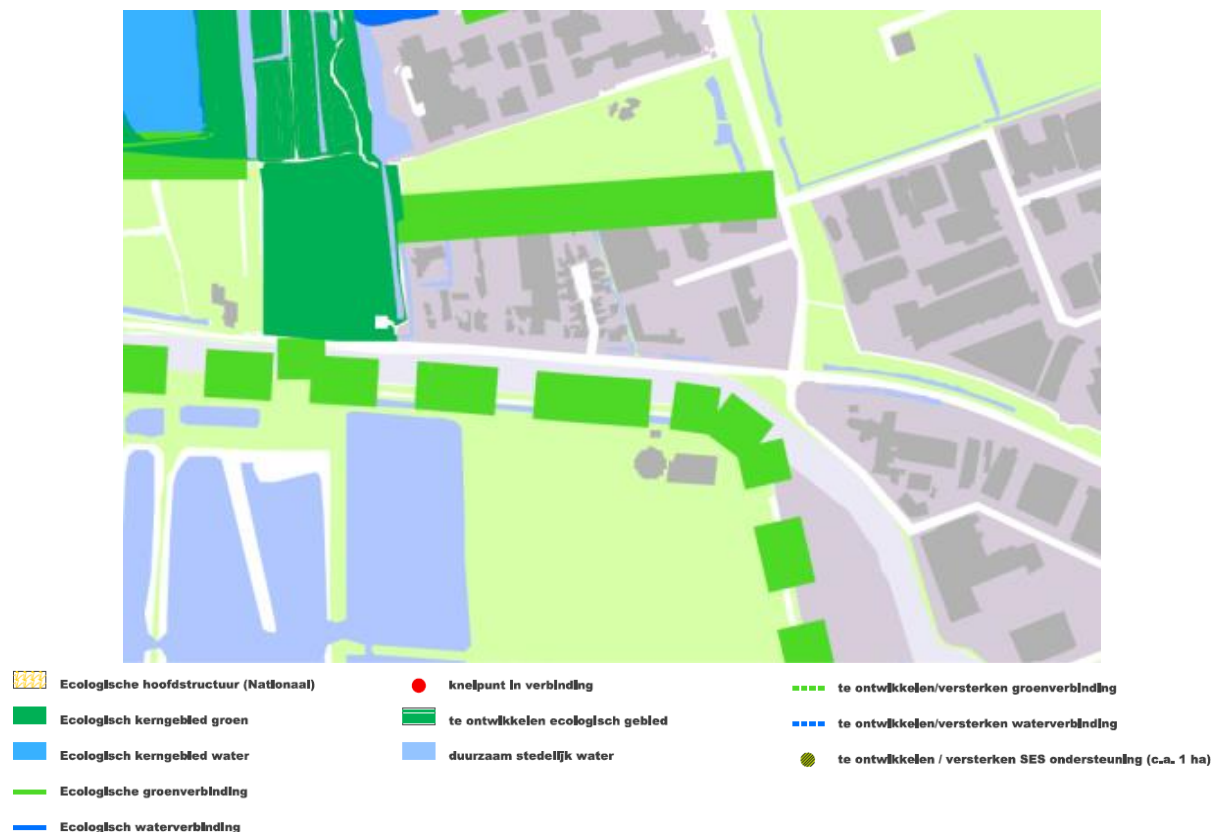 Ecologische hoofdstructuur (Nationaal)
Ecologisch kerngebied groen
Ecologisch kerngebied water
Ecologische groenverbinding
Ecologisch waterverbinding
knelpunt in verbinding
te ontwikkelen ecologisch gebied
duurzaam stedelijk water
te ontwikkelen/versterken groenverbinding
te ontwikkelen/versterken waterverbinding
te ontwikkelen / versterken SES ondersteuning (c.a. 1 ha)